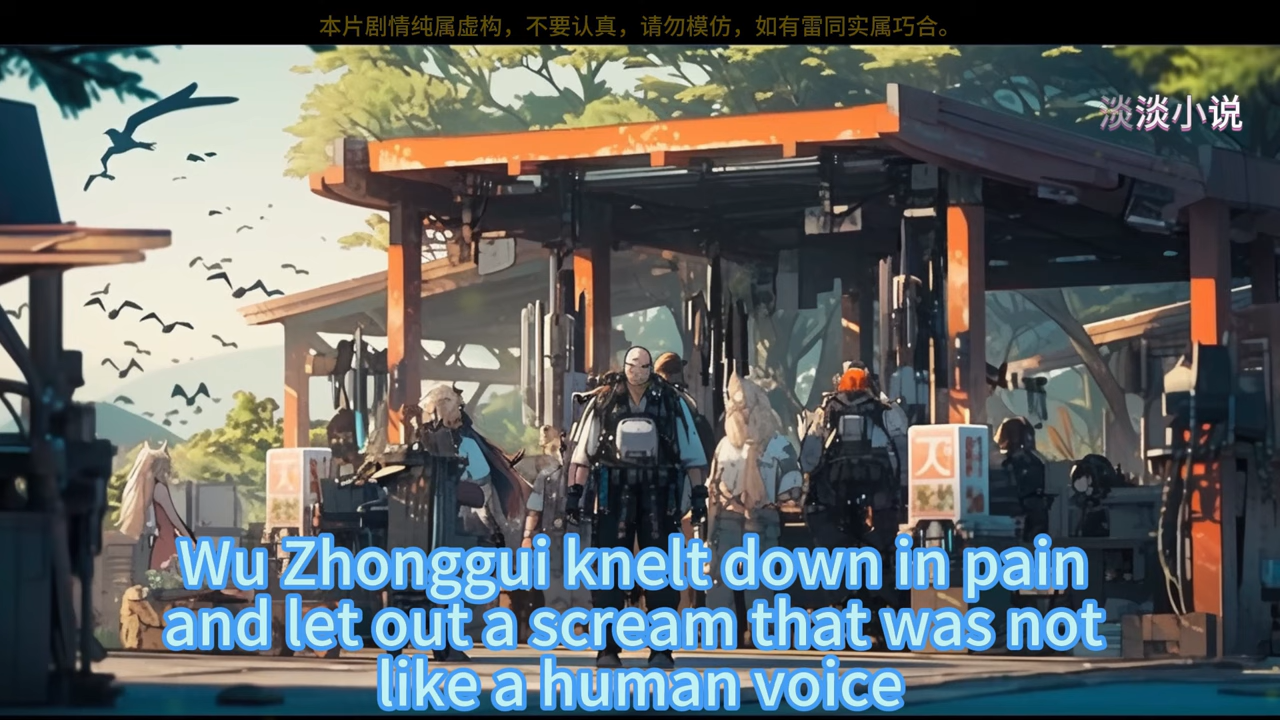 本片剧情纯属虚构，不要认真，请勿模仿，如有雷同实属巧合。
淡淡小说
Wu Zhonggui knelt down in pain
and let out a scream that was not
like a human voice